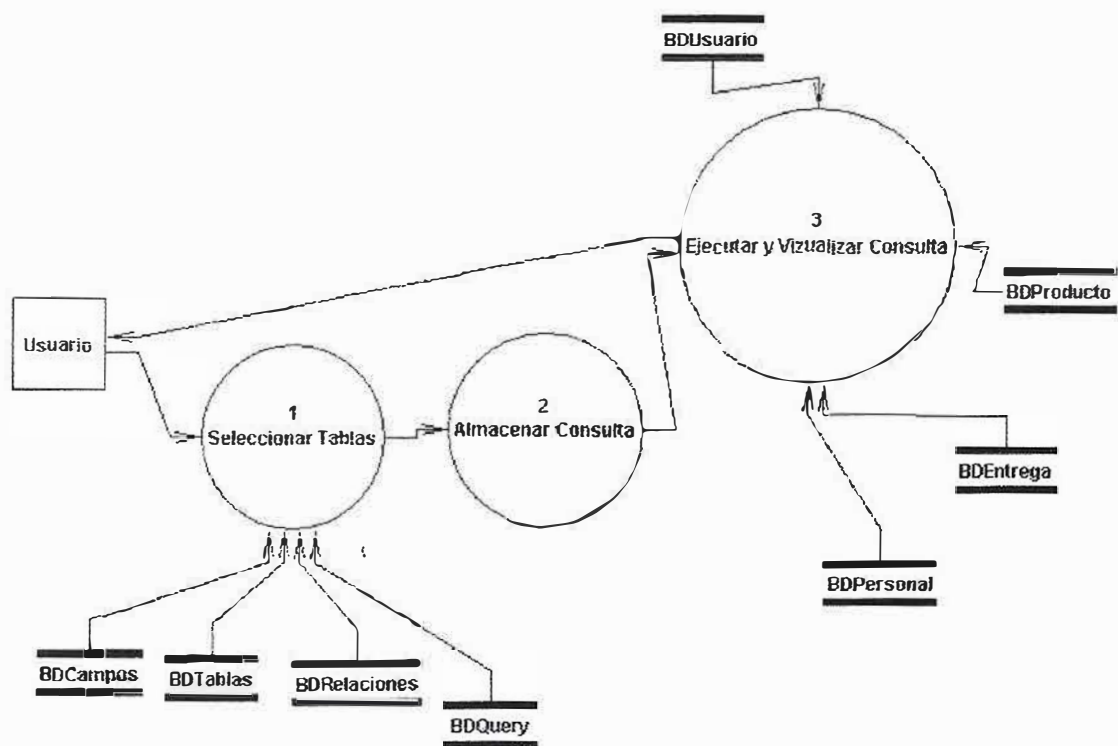 BDUsuario
3
Ejecutar y Vizualizar Consulta
BDProducto
Usuario
1
Seleccionar Tablas
2
Almacenar Consulta
BDEntrega
BDPersonal
BDCampos
BDTablas
BDRelaciones
BDQuery